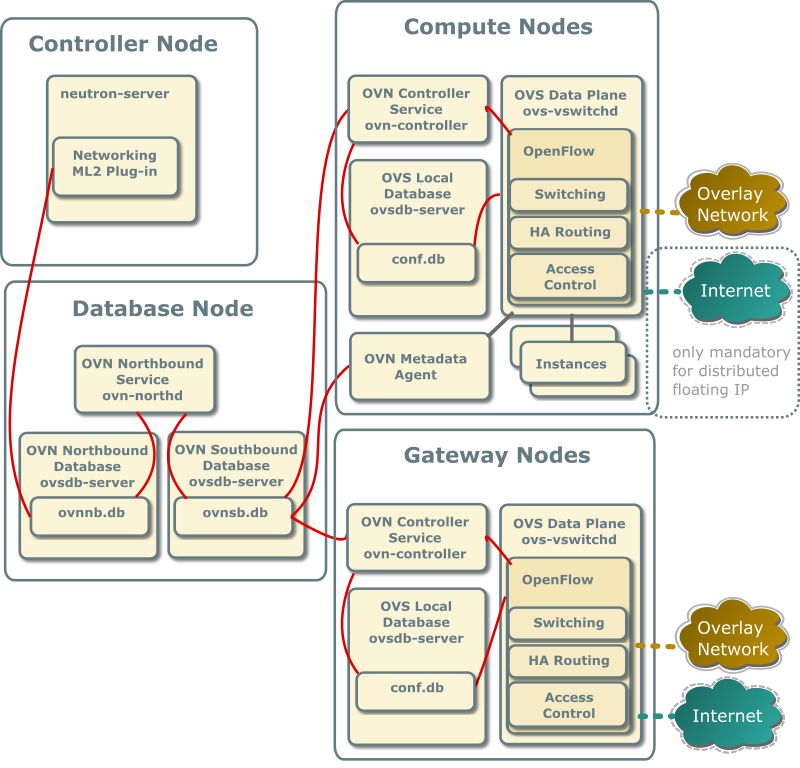 Controller Node
neutron-server
Networking
ML2 Plug-in
Compute Nodes
OVN Controller
Service
ovn-controller
OVS Local
Database
ovsdb-server
conf.db
OVN Metadata
Agent
OVS Data Plane
ovs-vswitchd
OpenFlow
Switching
HA Routing
Access
Control
Instances
Overlay
Network
Internet
only mandatory
for distributed
floating IP
Database Node
OVN Northbound
Service
ovn-northd
OVN Northbound
Database
ovsdb-server
ovnnb.db
OVN Southbound
Database
ovsdb-server
ovnsb.db
Gateway Nodes
OVN Controller
Service
ovn-controller
OVS Local
Database
ovsdb-server
conf.db
OVS Data Plane
ovs-vswitchd
OpenFlow
Switching
HA Routing
Access
Control
Overlay
Network
Internet